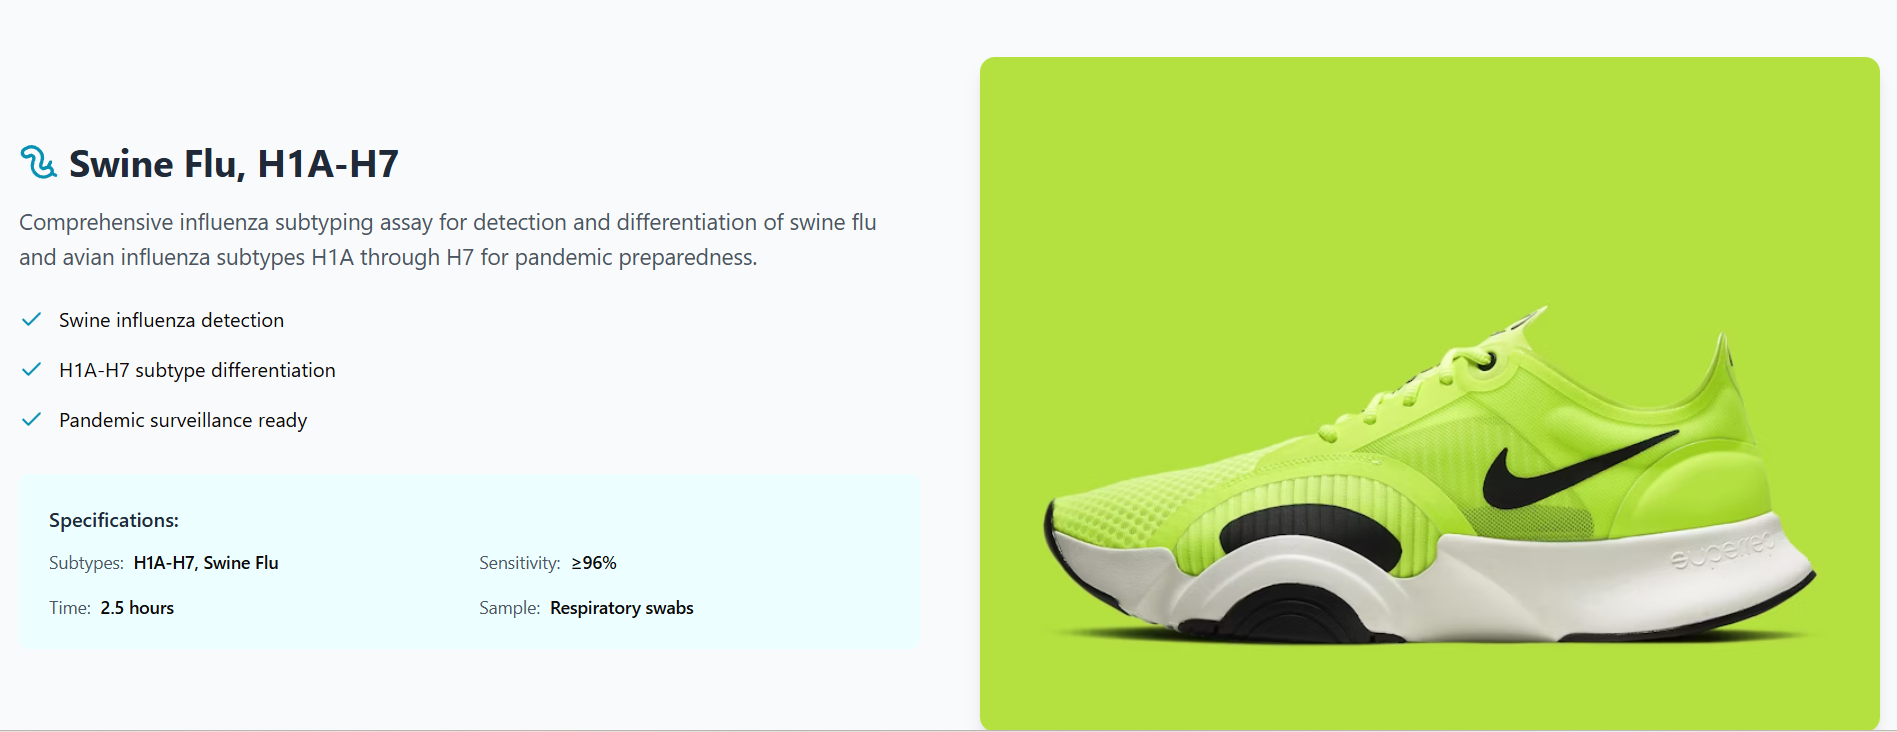 Swine Flu, H1A-H7
Comprehensive influenza subtyping assay for detection and differentiation of swine flu
and avian influenza subtypes H1A through H7 for pandemic preparedness.
Swine influenza detection
H1A-H7 subtype differentiation
Pandemic surveillance ready
Specifications:
Subtypes: H1A-H7, Swine Flu
Sensitivity: ≥96%
Time: 2.5 hours
Sample: Respiratory swabs
superrep